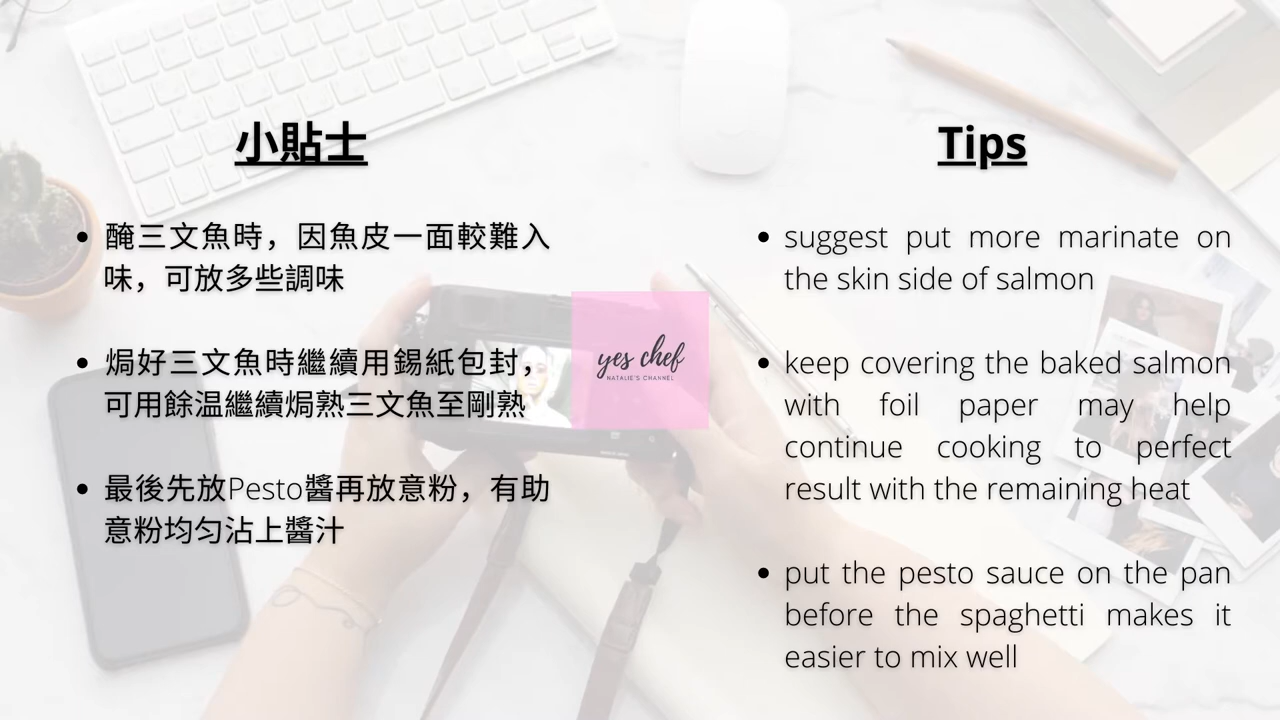 小貼士
醃三文魚時，因魚皮一面較難入
味，可放多些調味
焗好三文魚時繼續用錫紙包封，
可用餘温繼續焗熟三文魚至剛熟
最後先放Pesto醬再放意粉，有助
意粉均匀沾上醬汁
yes chef
NATALIE'S CHANNEL
Tips
suggest put more marinate on
the skin side of salmon
keep covering the baked salmon
with foil paper may help
continue cooking to perfect
result with the remaining heat
put the pesto sauce on the pan
before the spaghetti makes it
easier to mix well